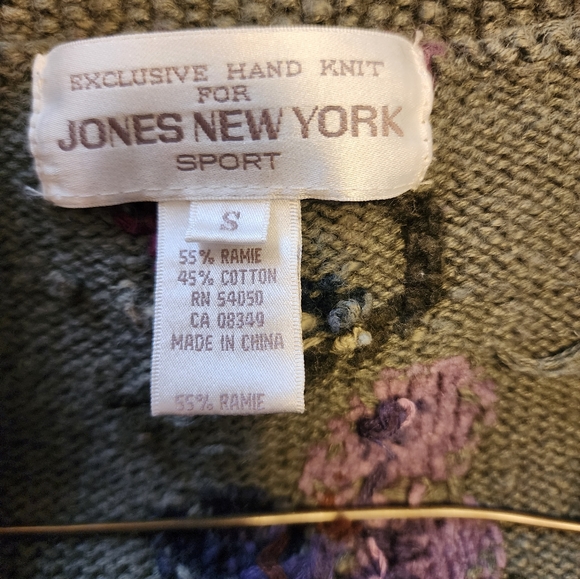 EXCLUSIVE HAND KNIT
FOR
JONES NEW YORK
SPORT
S
55% RAMIE
45% COTTON
RN 54050
CA 08349
MADE IN CHINA
55% RAMIE